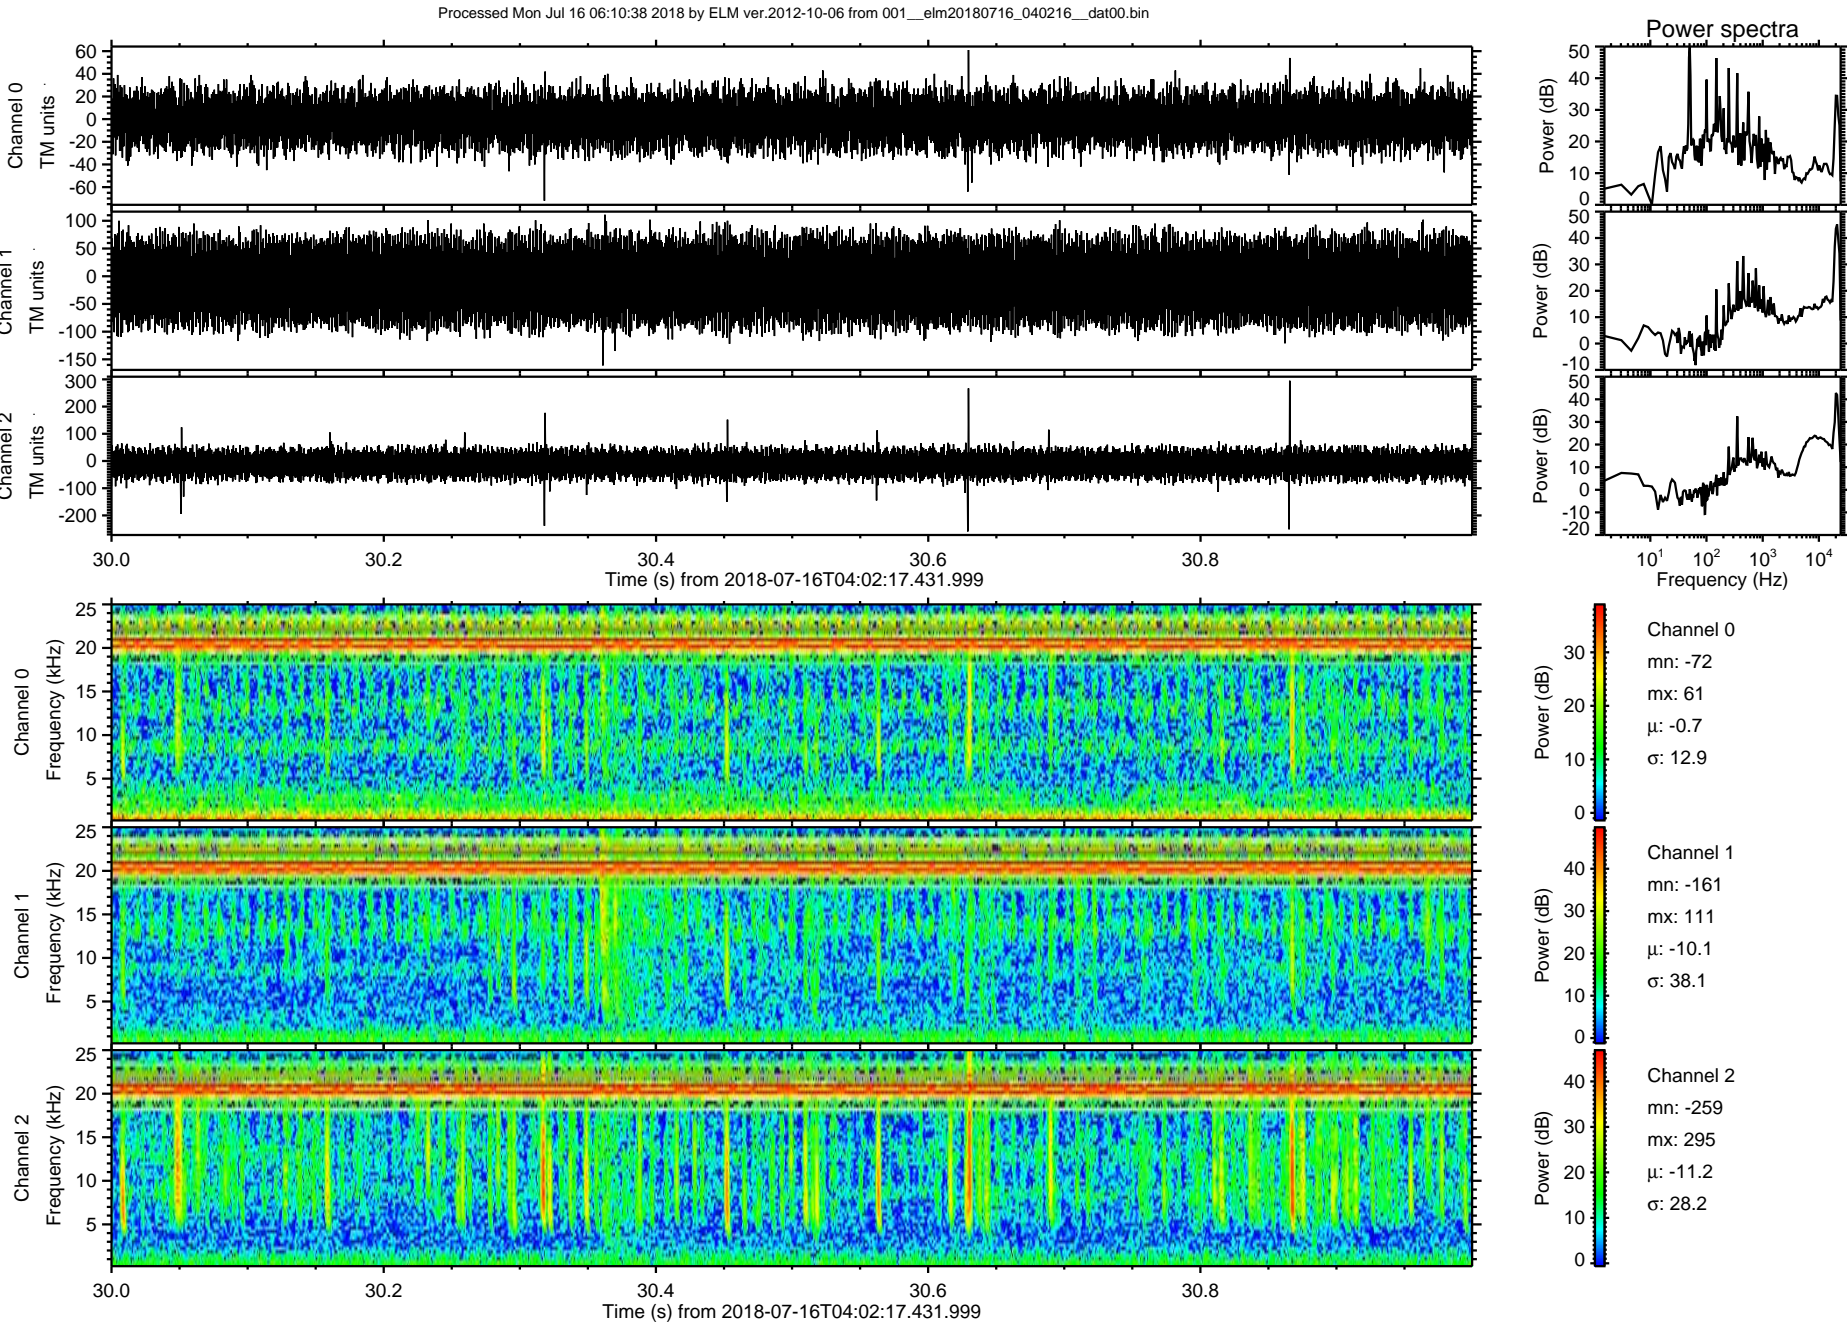 Processed Mon Jul 16 06:10:38 2018 by ELM ver.2012-10-06 from 001__elm20180716_040216__dat00.bin
Power spectra
Channel 0
TM units
60
40
20
0
-20
-40
-60
Power (dB)
50
40
30
20
10
0
Channel 1
TM units
100
50
0
-50
-100
-150
Power (dB)
50
40
30
20
10
0
-10
Channel 2
TM units
300
200
100
0
-100
-200
Power (dB)
50
40
30
20
10
0
-10
-20
30.0 30.2 30.4 30.6 30.8
Time (s) from 2018-07-16T04:02:17.431.999
10^1 10^2 10^3 10^4
Frequency (Hz)
Channel 0
Frequency (kHz)
25
20
15
10
5
Power (dB)
30
20
10
0
Channel 0
mn: -72
mx: 61
μ: -0.7
σ: 12.9
Channel 1
Frequency (kHz)
25
20
15
10
5
Power (dB)
40
30
20
10
0
Channel 1
mn: -161
mx: 111
μ: -10.1
σ: 38.1
Channel 2
Frequency (kHz)
25
20
15
10
5
Power (dB)
40
30
20
10
0
Channel 2
mn: -259
mx: 295
μ: -11.2
σ: 28.2
30.0 30.2 30.4 30.6 30.8
Time (s) from 2018-07-16T04:02:17.431.999